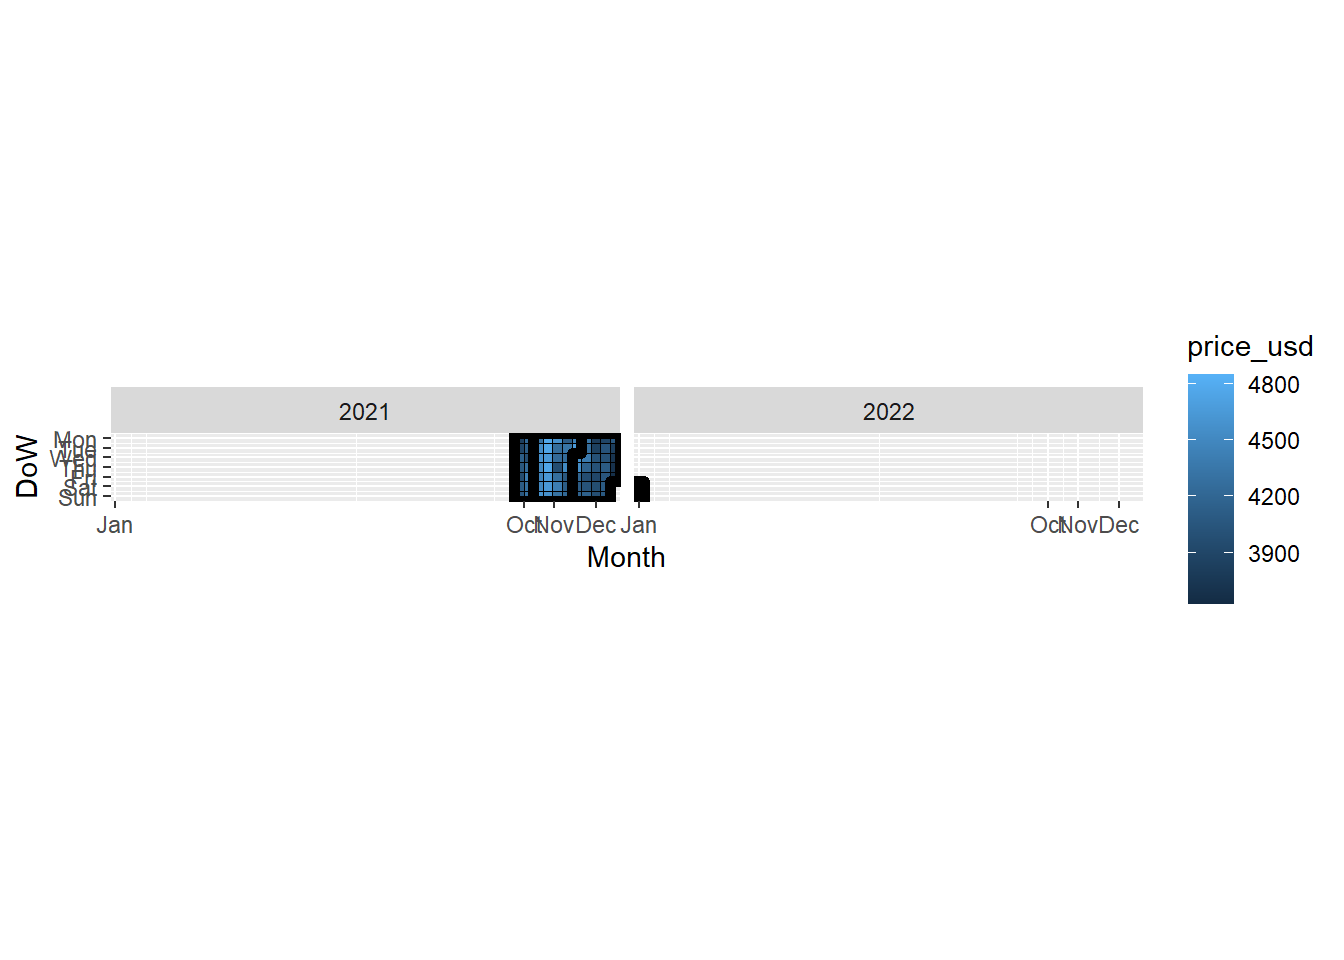 price_usd
4800
4500
4200
3900
2021 2022
DoW
Mon
Tue
Wed
Thu
Fri
Sat
Sun
Jan Oct Nov Dec Jan Oct Nov Dec
Month